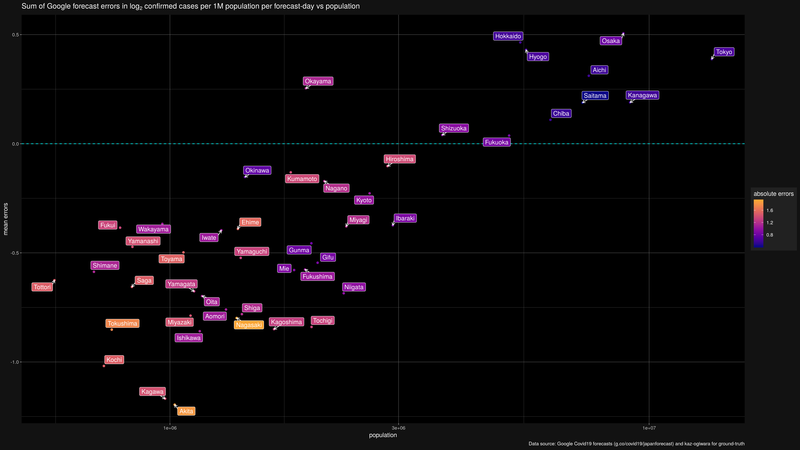 Sum of Google forecast errors in log2 confirmed cases per 1M population per forecast-day vs population
0.5
Hokkaido
Osaka
Hyogo
Tokyo
Aichi
Saitama
Kanagawa
Chiba
Okayama
Shizuoka
Fukuoka
0.0
Hiroshima
Okinawa
Kumamoto
Nagano
Kyoto
mean errors
Fukui
Wakayama
Iwate
Ehime
Miyagi
Ibaraki
Yamanashi
-0.5
Toyama
Yamaguchi
Gunma
Gifu
Shimane
Mie
Fukushima
Tottori
Saga
Yamagata
Niigata
Oita
Shiga
Aomori
Tokushima
Miyazaki
Nagasaki
Kagoshima
Tochigi
Ishikawa
-1.0
Kochi
Kagawa
Akita
1e+06
3e+06
1e+07
population
absolute errors
1.6
1.2
0.8
Data source: Google Covid19 forecasts (g.co/covid19/japanforecast) and kaz-ogiwara for ground-truth